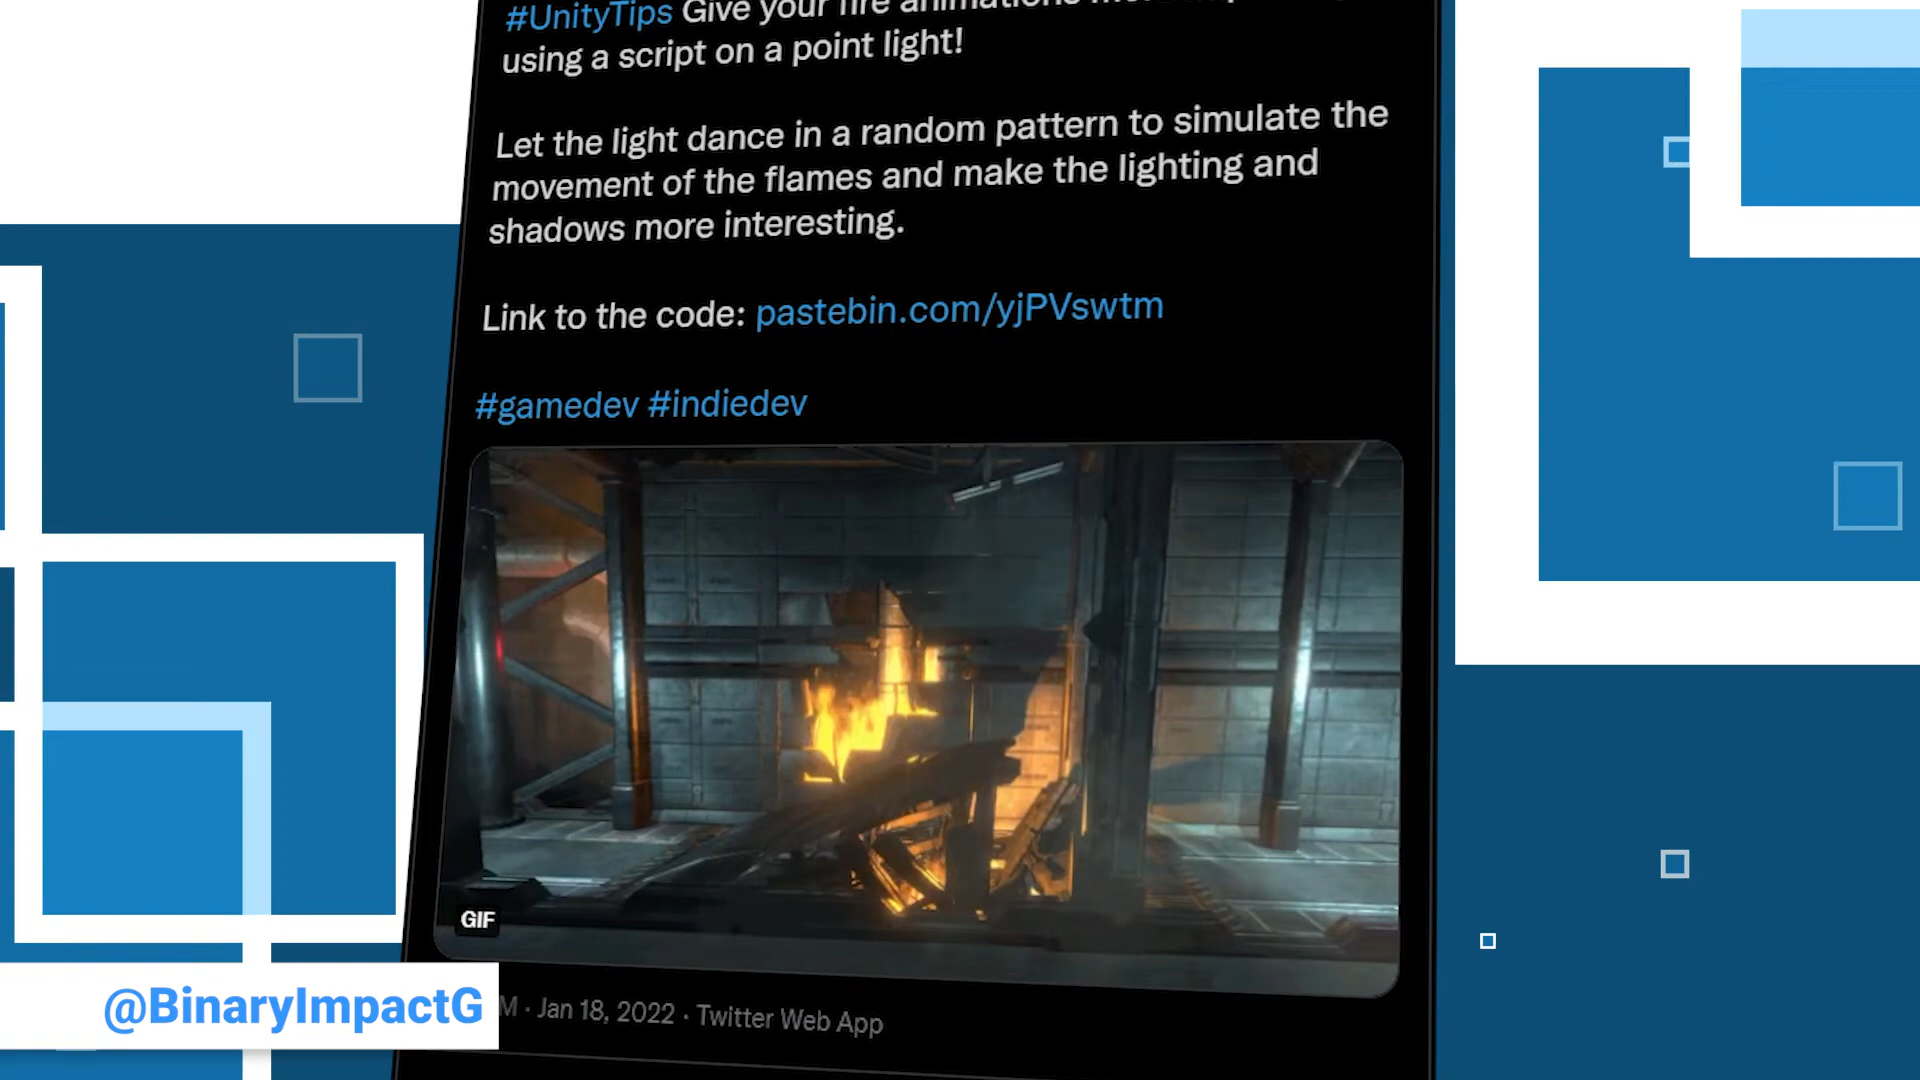 #UnityTips Give your fire animations
using a script on a point light!
Let the light dance in a random pattern to simulate the
movement of the flames and make the lighting and
shadows more interesting.
Link to the code: pastebin.com/yjPVswtm
#gamedev #indiedev
GIF
M · Jan 18, 2022 · Twitter Web App
@BinaryImpactG